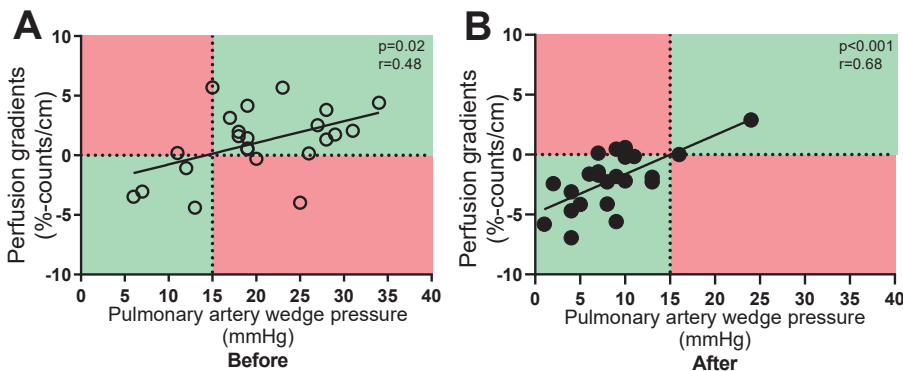 A
Perfusion gradients
(%-counts/cm)
10
5
0
-5
-10
p=0.02
r=0.48
0 5 10 15 20 25 30 35 40
Pulmonary artery wedge pressure
(mmHg)
Before
B
Perfusion gradients
(%-counts/cm)
10
5
0
-5
-10
p<0.001
r=0.68
0 5 10 15 20 25 30 35 40
Pulmonary artery wedge pressure
(mmHg)
After